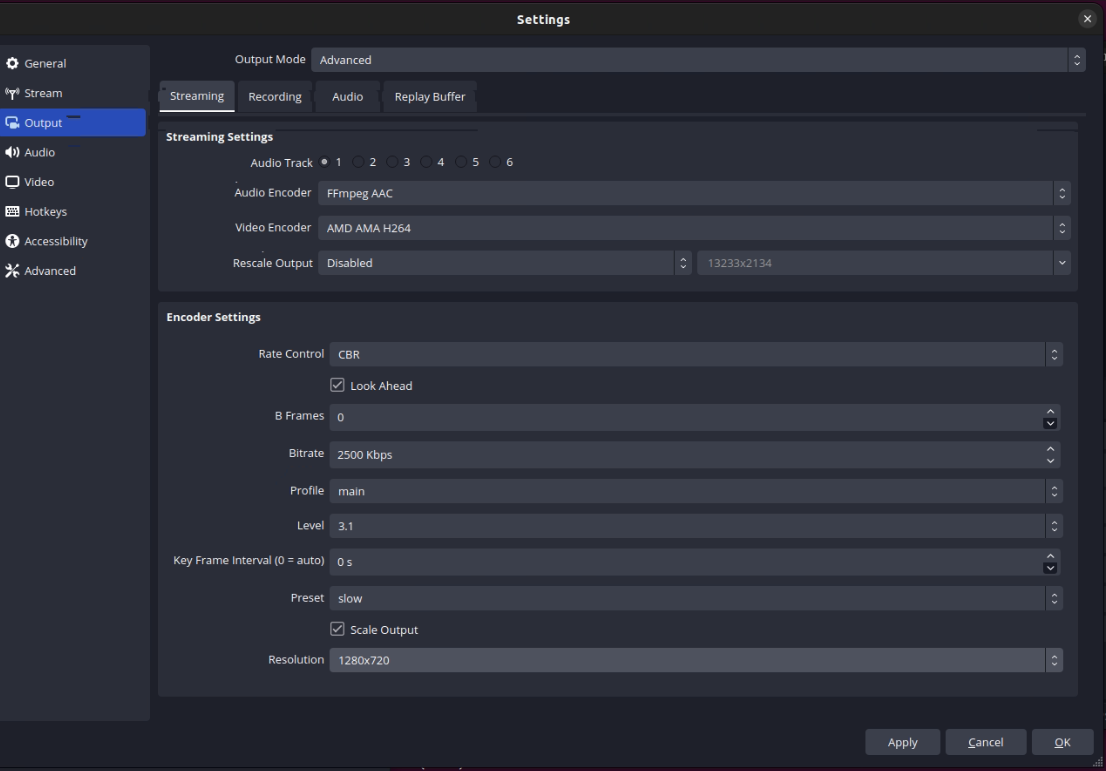 Settings
General
Stream
Output
Audio
Video
Hotkeys
Accessibility
Advanced
Output Mode Advanced
Streaming Recording Audio Replay Buffer
Streaming Settings
Audio Track 1 2 3 4 5 6
Audio Encoder FFmpeg AAC
Video Encoder AMD AMA H264
Rescale Output Disabled 13233x2134
Encoder Settings
Rate Control CBR
Look Ahead
B Frames 0
Bitrate 2500 Kbps
Profile main
Level 3.1
Key Frame Interval (0 = auto) 0 s
Preset slow
Scale Output
Resolution 1280x720
Apply Cancel OK